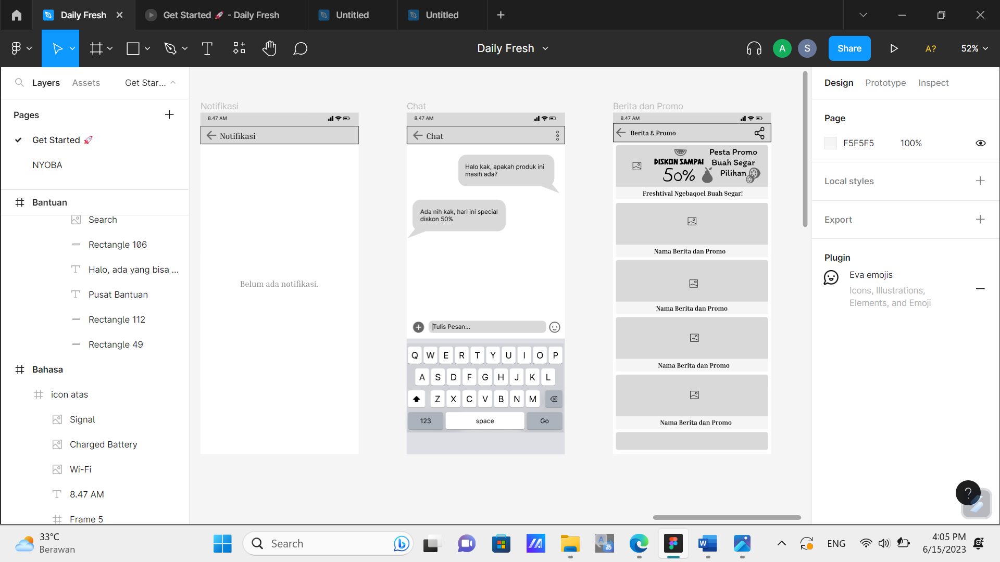 Daily Fresh
Get Started 🚀 - Daily Fresh
Untitled
Untitled
Daily Fresh
A
S
Share
A?
52%
Layers
Assets
Get Star...
Pages
Get Started 🚀
NYOBA
Bantuan
Search
Rectangle 106
Halo, ada yang bisa ...
Pusat Bantuan
Rectangle 112
Rectangle 49
Bahasa
icon atas
Signal
Charged Battery
Wi-Fi
8.47 AM
Frame 5
Notifikasi
8.47 AM
Notifikasi
Belum ada notifikasi.
Chat
8.47 AM
Chat
Halo kak, apakah produk ini
masih ada?
Ada nih kak, hari ini special
diskon 50%
Tulis Pesan...
Q W E R T Y U I O P
A S D F G H J K L
Z X C V B N M
123
space
Go
Berita dan Promo
8.47 AM
Berita & Promo
DISKON SAMPAI
50%
Pesta Promo
Buah Segar
Pilihan
Freshtival Ngebaqoel Buah Segar!
Nama Berita dan Promo
Nama Berita dan Promo
Nama Berita dan Promo
Nama Berita dan Promo
Design
Prototype
Inspect
Page
F5F5F5
100%
Local styles
Export
Plugin
Eva emojis
Icons, Illustrations,
Elements, and Emoji
?
33°C
Berawan
Search
ENG
4:05 PM
6/15/2023